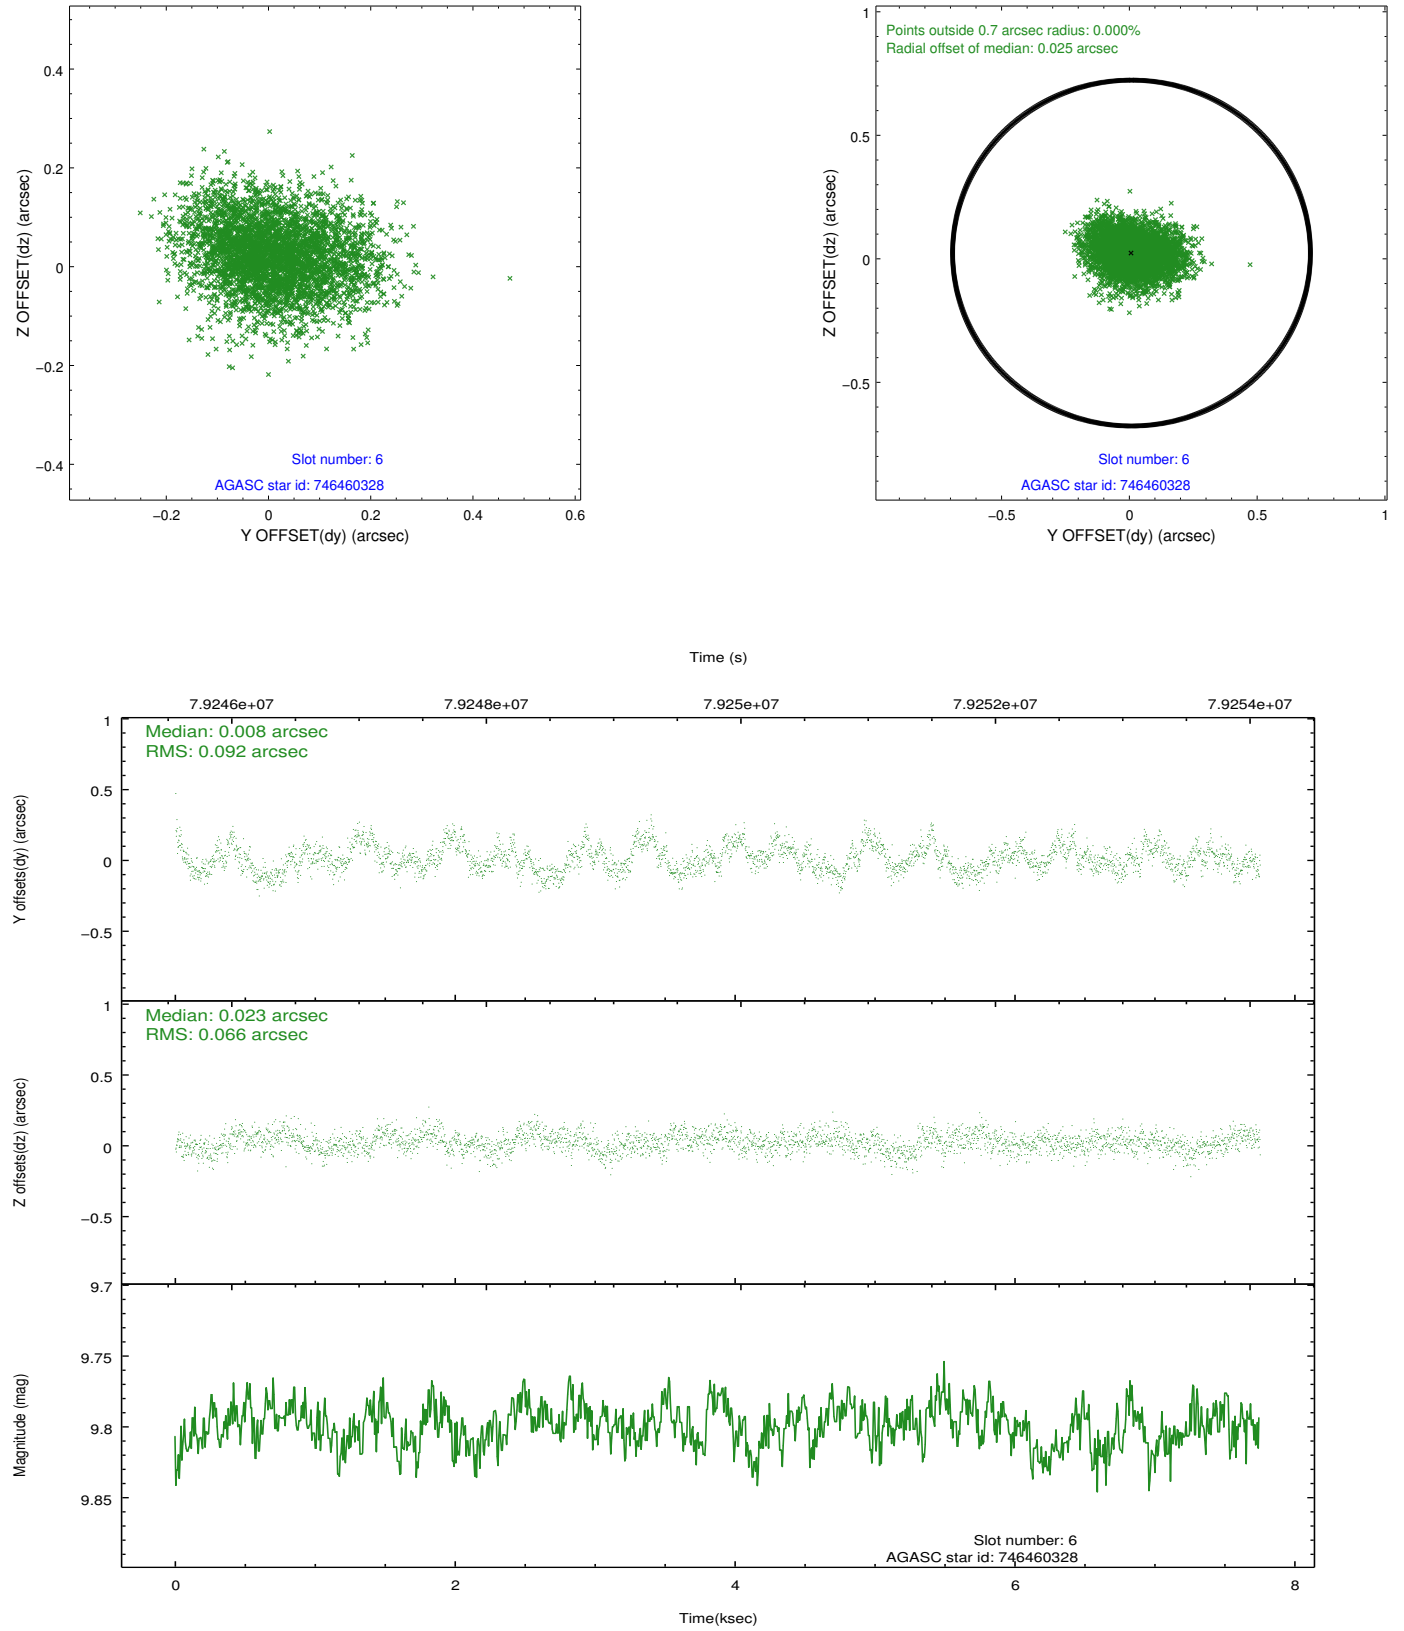 0.4
0.2
0
−0.2
−0.4
Z OFFSET(dz) (arcsec)
Slot number: 6
AGASC star id: 746460328
−0.2 0 0.2 0.4 0.6
Y OFFSET(dy) (arcsec)
Points outside 0.7 arcsec radius: 0.000%
Radial offset of median: 0.025 arcsec
1
0.5
0
−0.5
Z OFFSET(dz) (arcsec)
Slot number: 6
AGASC star id: 746460328
−0.5 0 0.5 1
Y OFFSET(dy) (arcsec)
Time (s)
7.9246e+07 7.9248e+07 7.925e+07 7.9252e+07 7.9254e+07
Median: 0.008 arcsec
RMS: 0.092 arcsec
1
0.5
0
−0.5
Y offsets(dy) (arcsec)
Median: 0.023 arcsec
RMS: 0.066 arcsec
1
0.5
0
−0.5
Z offsets(dz) (arcsec)
9.7
9.75
9.8
9.85
Magnitude (mag)
Slot number: 6
AGASC star id: 746460328
0 2 4 6 8
Time(ksec)